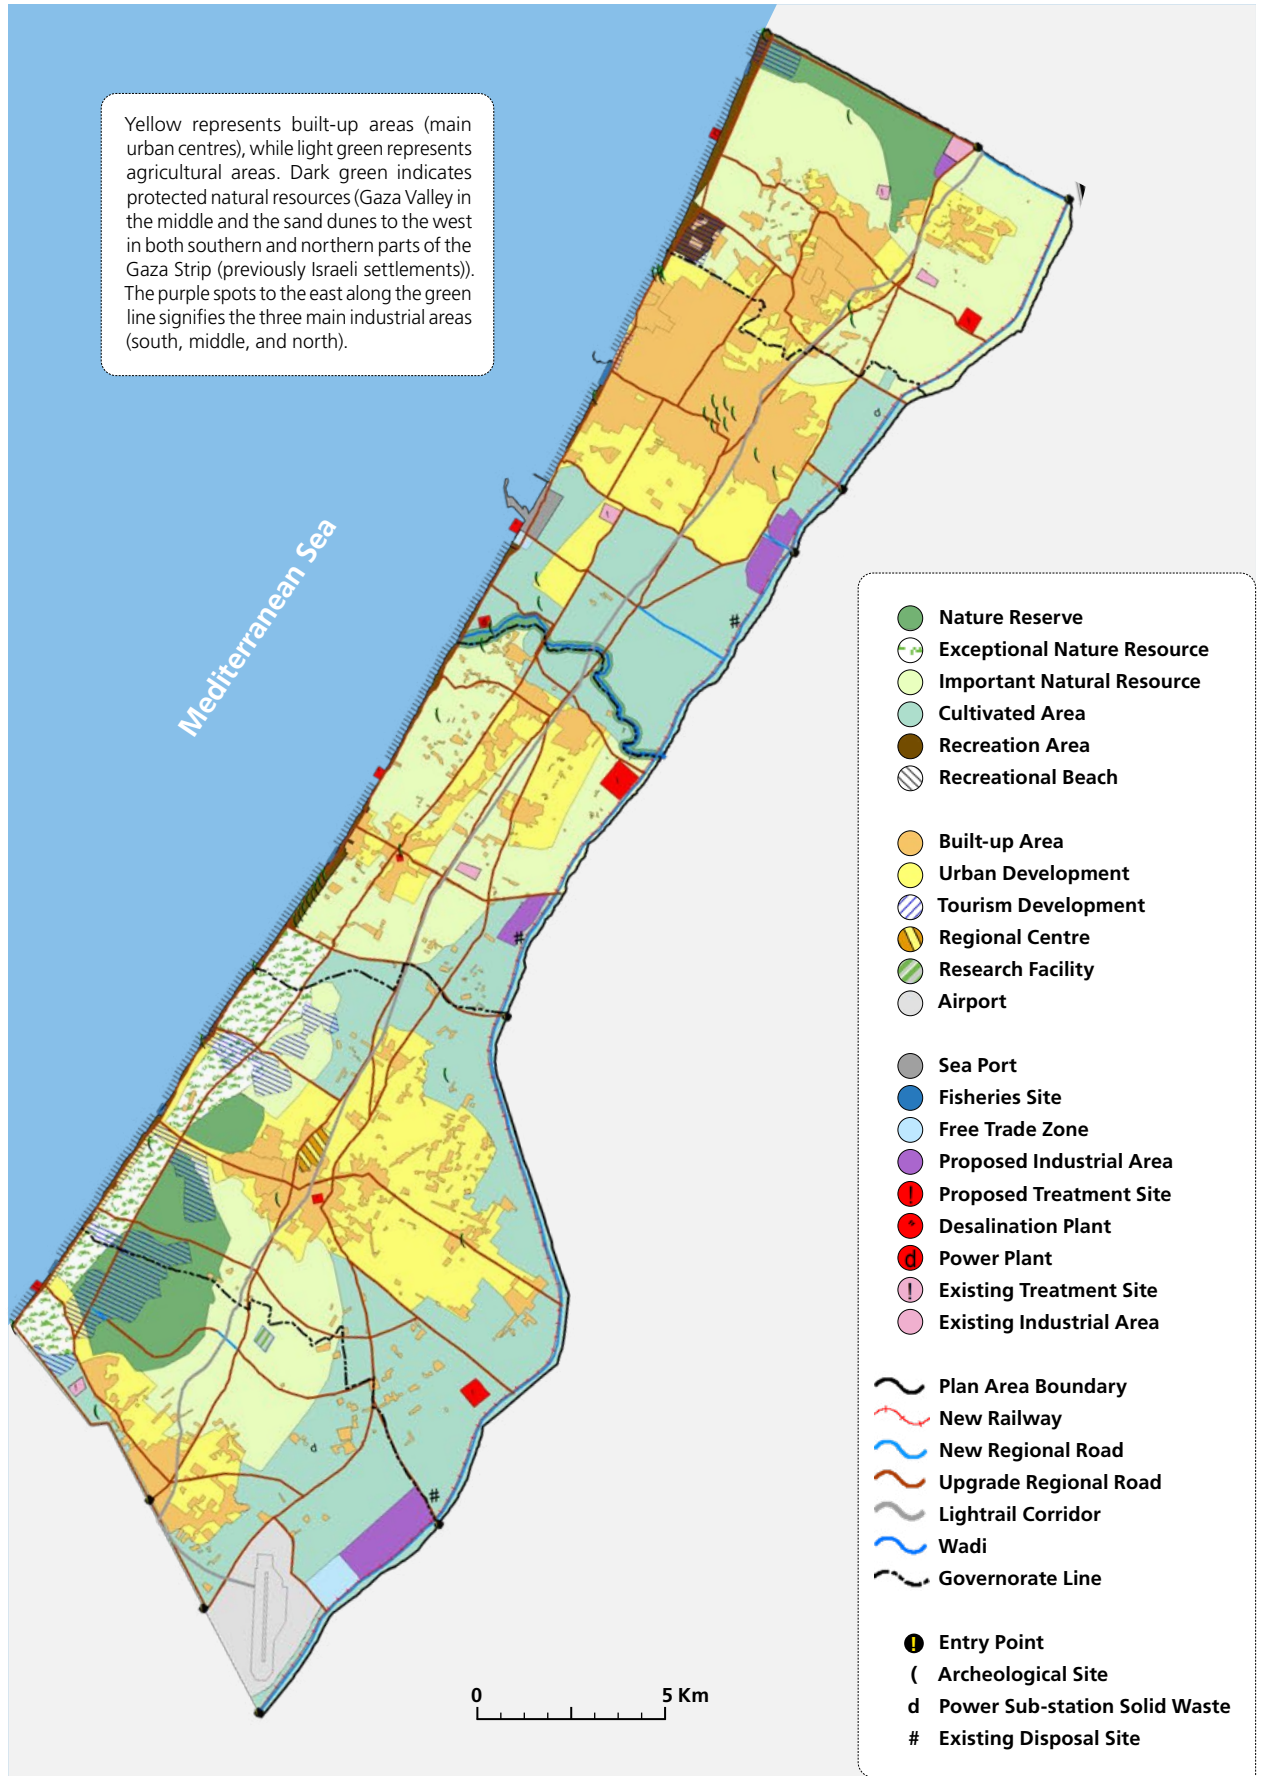 Yellow represents built-up areas (main
urban centres), while light green represents
agricultural areas. Dark green indicates
protected natural resources (Gaza Valley in
the middle and the sand dunes to the west
in both southern and northern parts of the
Gaza Strip (previously Israeli settlements)).
The purple spots to the east along the green
line signifies the three main industrial areas
(south, middle, and north).
Mediterranean Sea
d
#
#
d
#
Nature Reserve
Exceptional Nature Resource
Important Natural Resource
Cultivated Area
Recreation Area
Recreational Beach
Built-up Area
Urban Development
Tourism Development
Regional Centre
Research Facility
Airport
Sea Port
Fisheries Site
Free Trade Zone
Proposed Industrial Area
! Proposed Treatment Site
Desalination Plant
d Power Plant
! Existing Treatment Site
Existing Industrial Area
Plan Area Boundary
New Railway
New Regional Road
Upgrade Regional Road
Lightrail Corridor
Wadi
Governorate Line
! Entry Point
( Archeological Site
d Power Sub-station Solid Waste
# Existing Disposal Site
0 5 Km